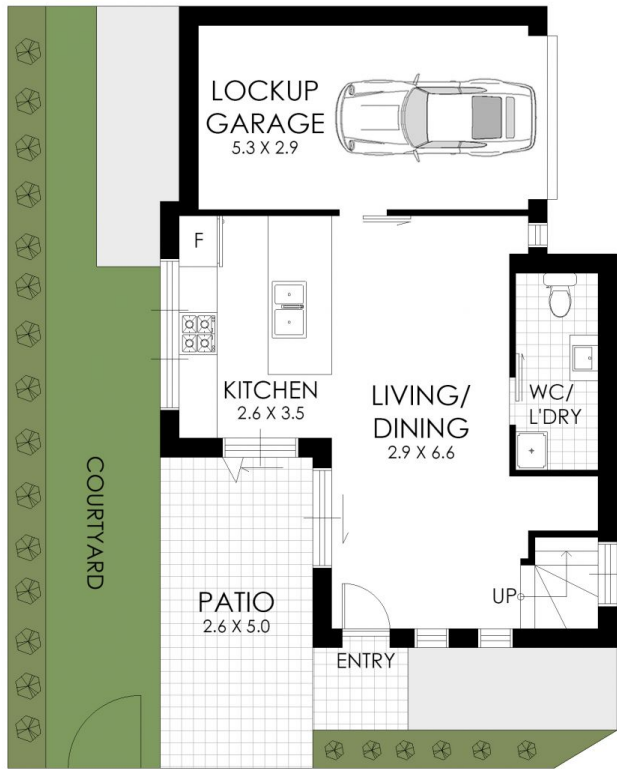 LOCKUP
GARAGE
5.3 X 2.9
F
KITCHEN
2.6 X 3.5
LIVING/
DINING
2.9 X 6.6
WC/
L'DRY
COURTYARD
PATIO
2.6 X 5.0
UP
ENTRY